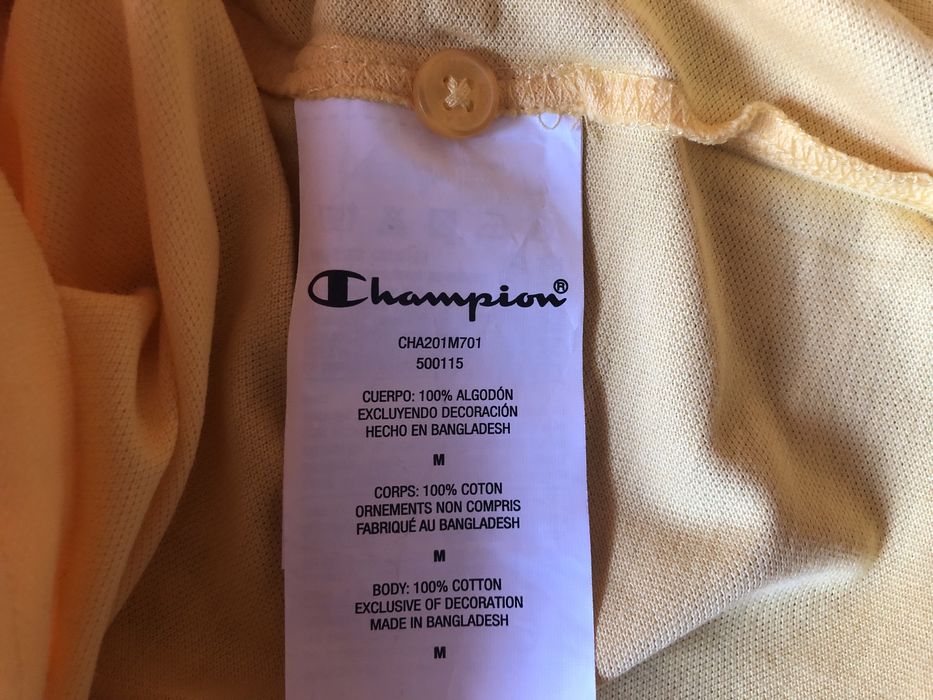 Champion®
CHA201M701
500115
CUERPO: 100% ALGODÓN
EXCLUYENDO DECORACIÓN
HECHO EN BANGLADESH
M
CORPS: 100% COTON
ORNEMENTS NON COMPRIS
FABRIQUÉ AU BANGLADESH
M
BODY: 100% COTTON
EXCLUSIVE OF DECORATION
MADE IN BANGLADESH
M